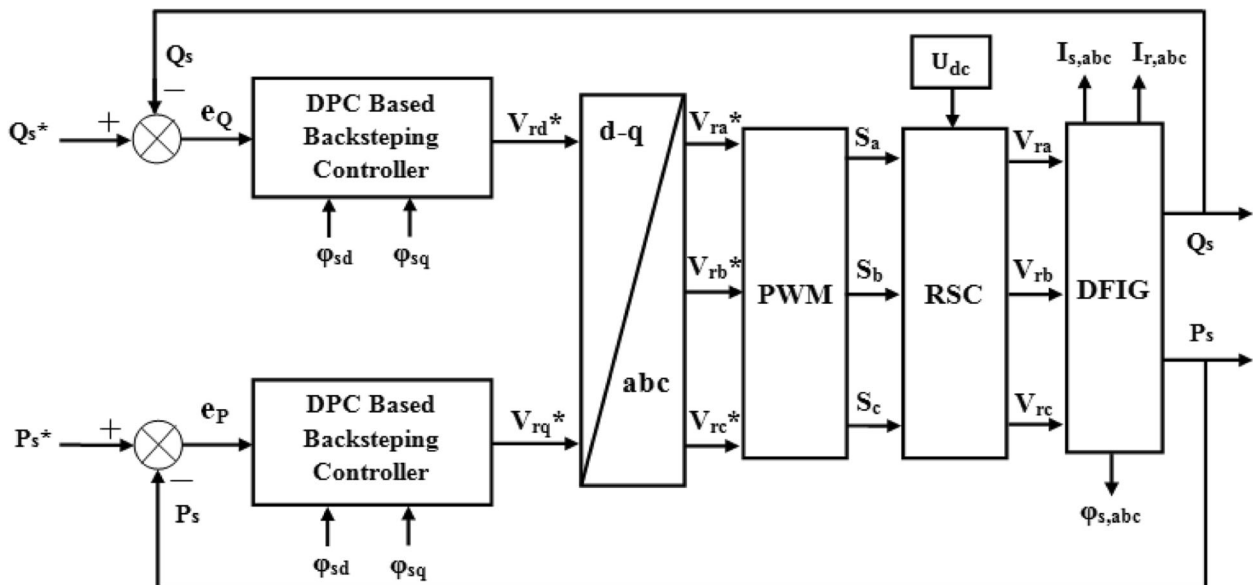 Qs
−
Qs*
+
eQ
DPC Based
Backsteping
Controller
φsd
φsq
Vrd*
d-q
abc
Vra*
Vrb*
Vrc*
PWM
Sa
Sb
Sc
Udc
RSC
Vra
Vrb
Vrc
Is,abc
Ir,abc
DFIG
Qs
Ps
φs,abc
Ps*
+
−
Ps
eP
DPC Based
Backsteping
Controller
φsd
φsq
Vrq*